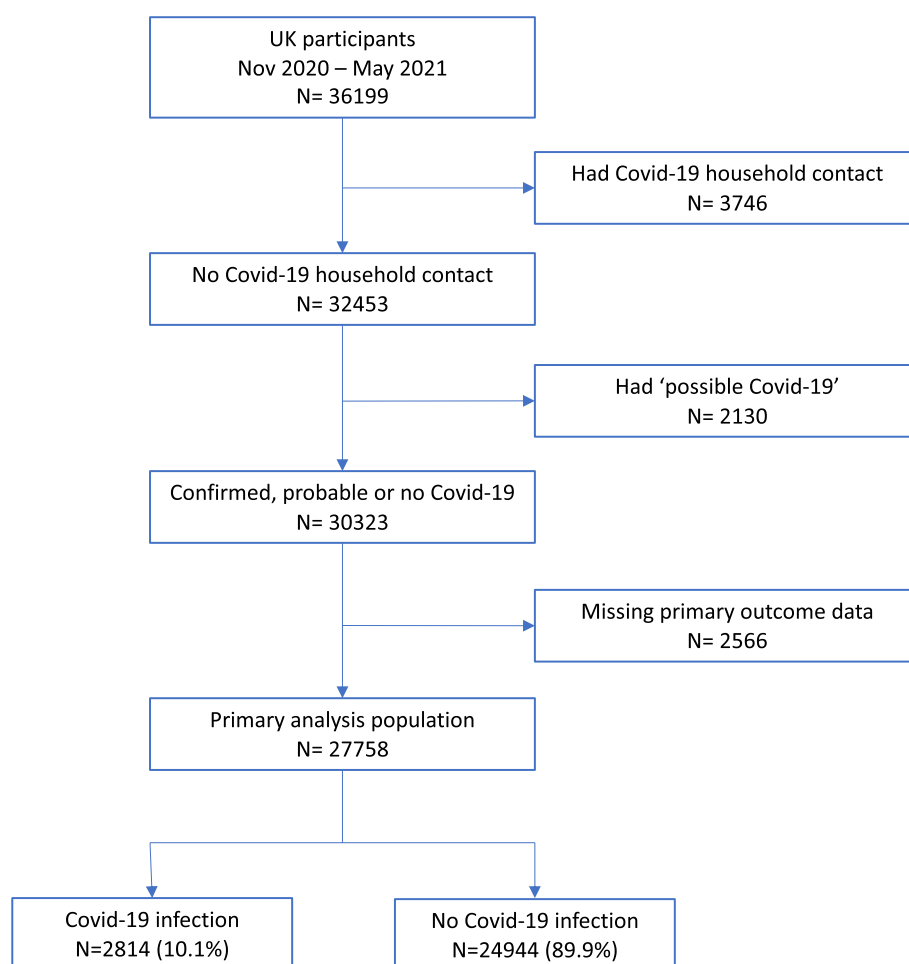 UK participants
Nov 2020 – May 2021
N= 36199
Had Covid-19 household contact
N= 3746
No Covid-19 household contact
N= 32453
Had ‘possible Covid-19’
N= 2130
Confirmed, probable or no Covid-19
N= 30323
Missing primary outcome data
N= 2566
Primary analysis population
N= 27758
Covid-19 infection
N=2814 (10.1%)
No Covid-19 infection
N=24944 (89.9%)